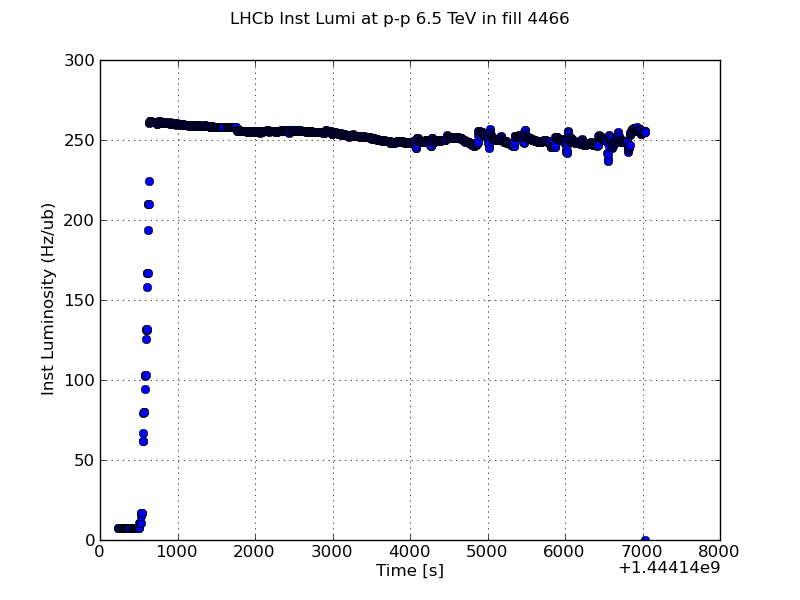 LHCb Inst Lumi at p-p 6.5 TeV in fill 4466
300
250
200
150
100
50
0
Inst Luminosity (Hz/ub)
0 1000 2000 3000 4000 5000 6000 7000 8000
Time [s]
+1.44414e9